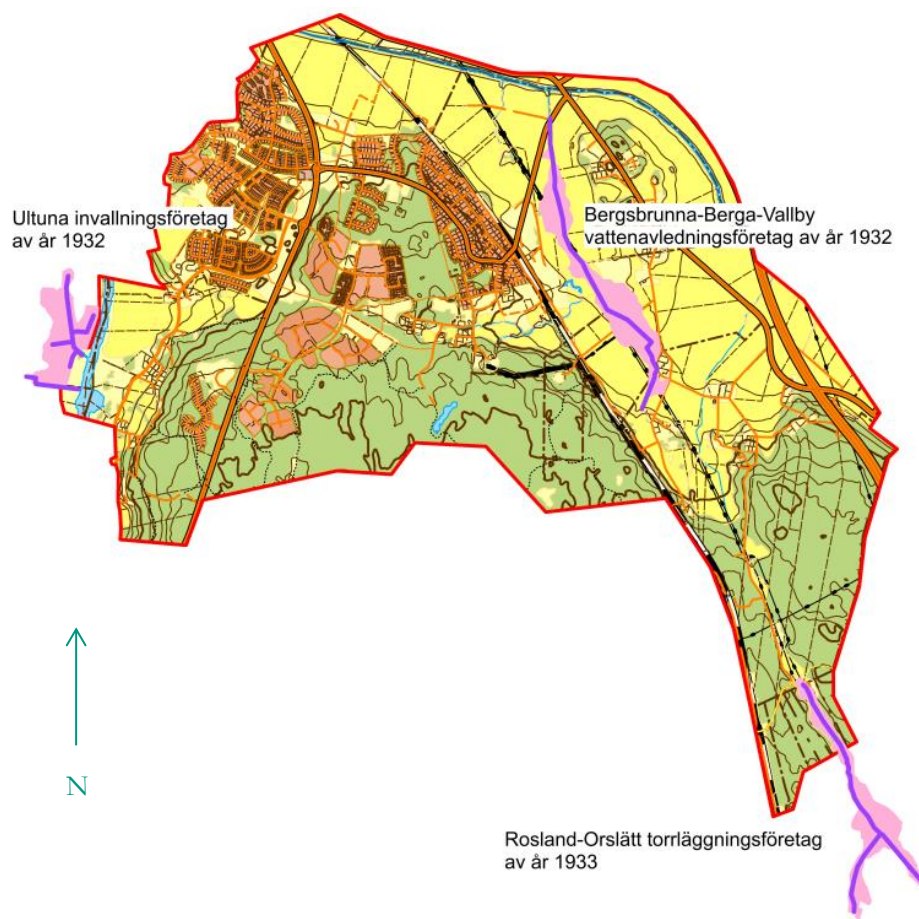 Ultuna invallningsföretag
av år 1932
Bergsbrunna-Berga-Vallby
vattenavledningsföretag av år 1932
N
Rosland-Orslätt torrläggningsföretag
av år 1933